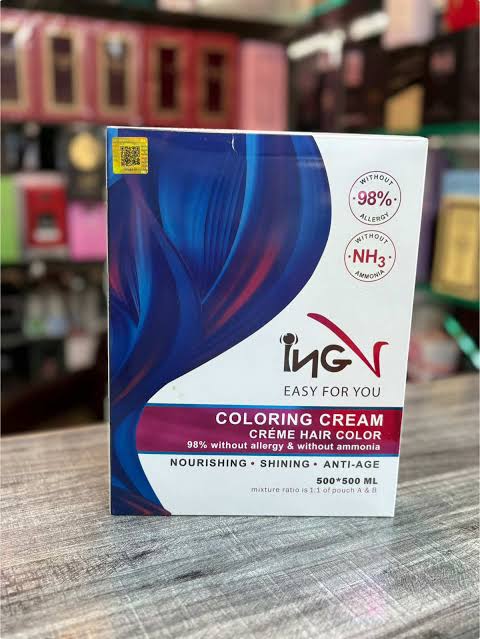 WITHOUT
98%
ALLERGY
WITHOUT
NH3
AMMONIA
iNGV
EASY FOR YOU
COLORING CREAM
CRÉME HAIR COLOR
98% without allergy & without ammonia
NOURISHING • SHINING • ANTI-AGE
500*500 ML
mixture ratio is 1:1 of pouch A & B